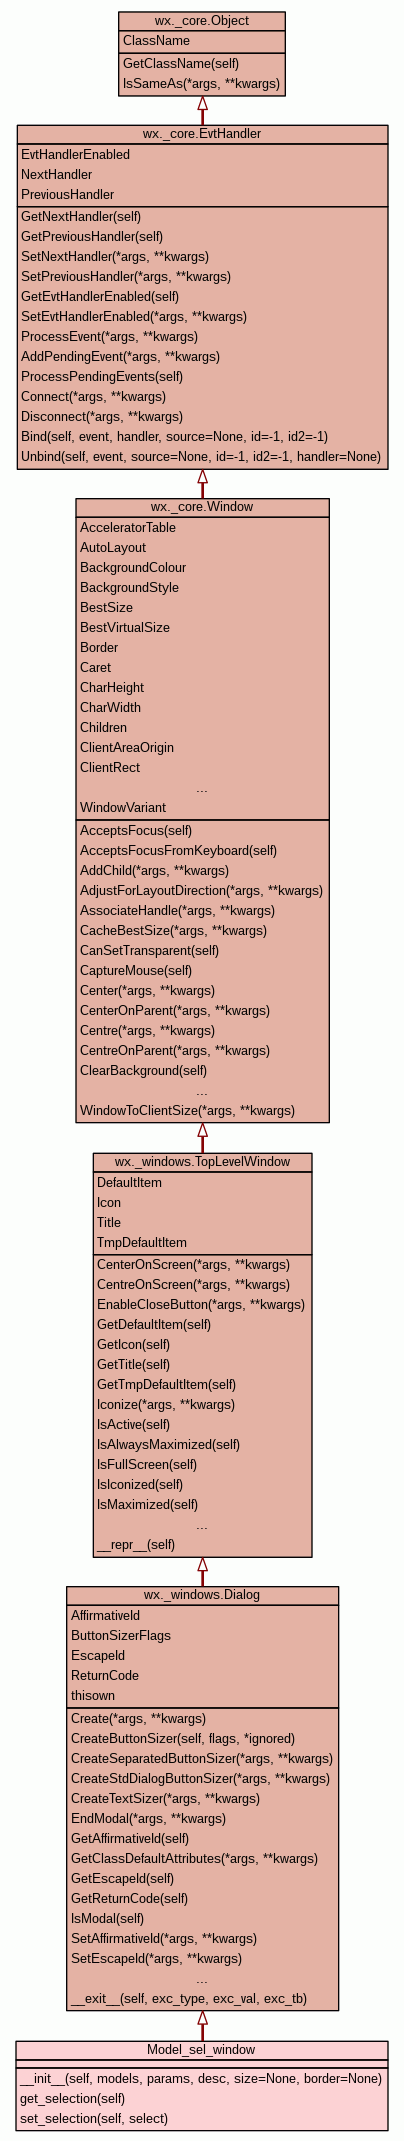 wx._core.Object
ClassName
GetClassName(self)
IsSameAs(*args, **kwargs)
wx._core.EvtHandler
EvtHandlerEnabled
NextHandler
PreviousHandler
GetNextHandler(self)
GetPreviousHandler(self)
SetNextHandler(*args, **kwargs)
SetPreviousHandler(*args, **kwargs)
GetEvtHandlerEnabled(self)
SetEvtHandlerEnabled(*args, **kwargs)
ProcessEvent(*args, **kwargs)
AddPendingEvent(*args, **kwargs)
ProcessPendingEvents(self)
Connect(*args, **kwargs)
Disconnect(*args, **kwargs)
Bind(self, event, handler, source=None, id=-1, id2=-1)
Unbind(self, event, source=None, id=-1, id2=-1, handler=None)
wx._core.Window
AcceleratorTable
AutoLayout
BackgroundColour
BackgroundStyle
BestSize
BestVirtualSize
Border
Caret
CharHeight
CharWidth
Children
ClientAreaOrigin
ClientRect
...
WindowVariant
AcceptsFocus(self)
AcceptsFocusFromKeyboard(self)
AddChild(*args, **kwargs)
AdjustForLayoutDirection(*args, **kwargs)
AssociateHandle(*args, **kwargs)
CacheBestSize(*args, **kwargs)
CanSetTransparent(self)
CaptureMouse(self)
Center(*args, **kwargs)
CenterOnParent(*args, **kwargs)
Centre(*args, **kwargs)
CentreOnParent(*args, **kwargs)
ClearBackground(self)
...
WindowToClientSize(*args, **kwargs)
wx._windows.TopLevelWindow
DefaultItem
Icon
Title
TmpDefaultItem
CenterOnScreen(*args, **kwargs)
CentreOnScreen(*args, **kwargs)
EnableCloseButton(*args, **kwargs)
GetDefaultItem(self)
GetIcon(self)
GetTitle(self)
GetTmpDefaultItem(self)
Iconize(*args, **kwargs)
IsActive(self)
IsAlwaysMaximized(self)
IsFullScreen(self)
IsIconized(self)
IsMaximized(self)
...
__repr__(self)
wx._windows.Dialog
AffirmativeId
ButtonSizerFlags
EscapeId
ReturnCode
thisown
Create(*args, **kwargs)
CreateButtonSizer(self, flags, *ignored)
CreateSeparatedButtonSizer(*args, **kwargs)
CreateStdDialogButtonSizer(*args, **kwargs)
CreateTextSizer(*args, **kwargs)
EndModal(*args, **kwargs)
GetAffirmativeId(self)
GetClassDefaultAttributes(*args, **kwargs)
GetEscapeId(self)
GetReturnCode(self)
IsModal(self)
SetAffirmativeId(*args, **kwargs)
SetEscapeId(*args, **kwargs)
...
__exit__(self, exc_type, exc_val, exc_tb)
Model_sel_window
__init__(self, models, params, desc, size=None, border=None)
get_selection(self)
set_selection(self, select)